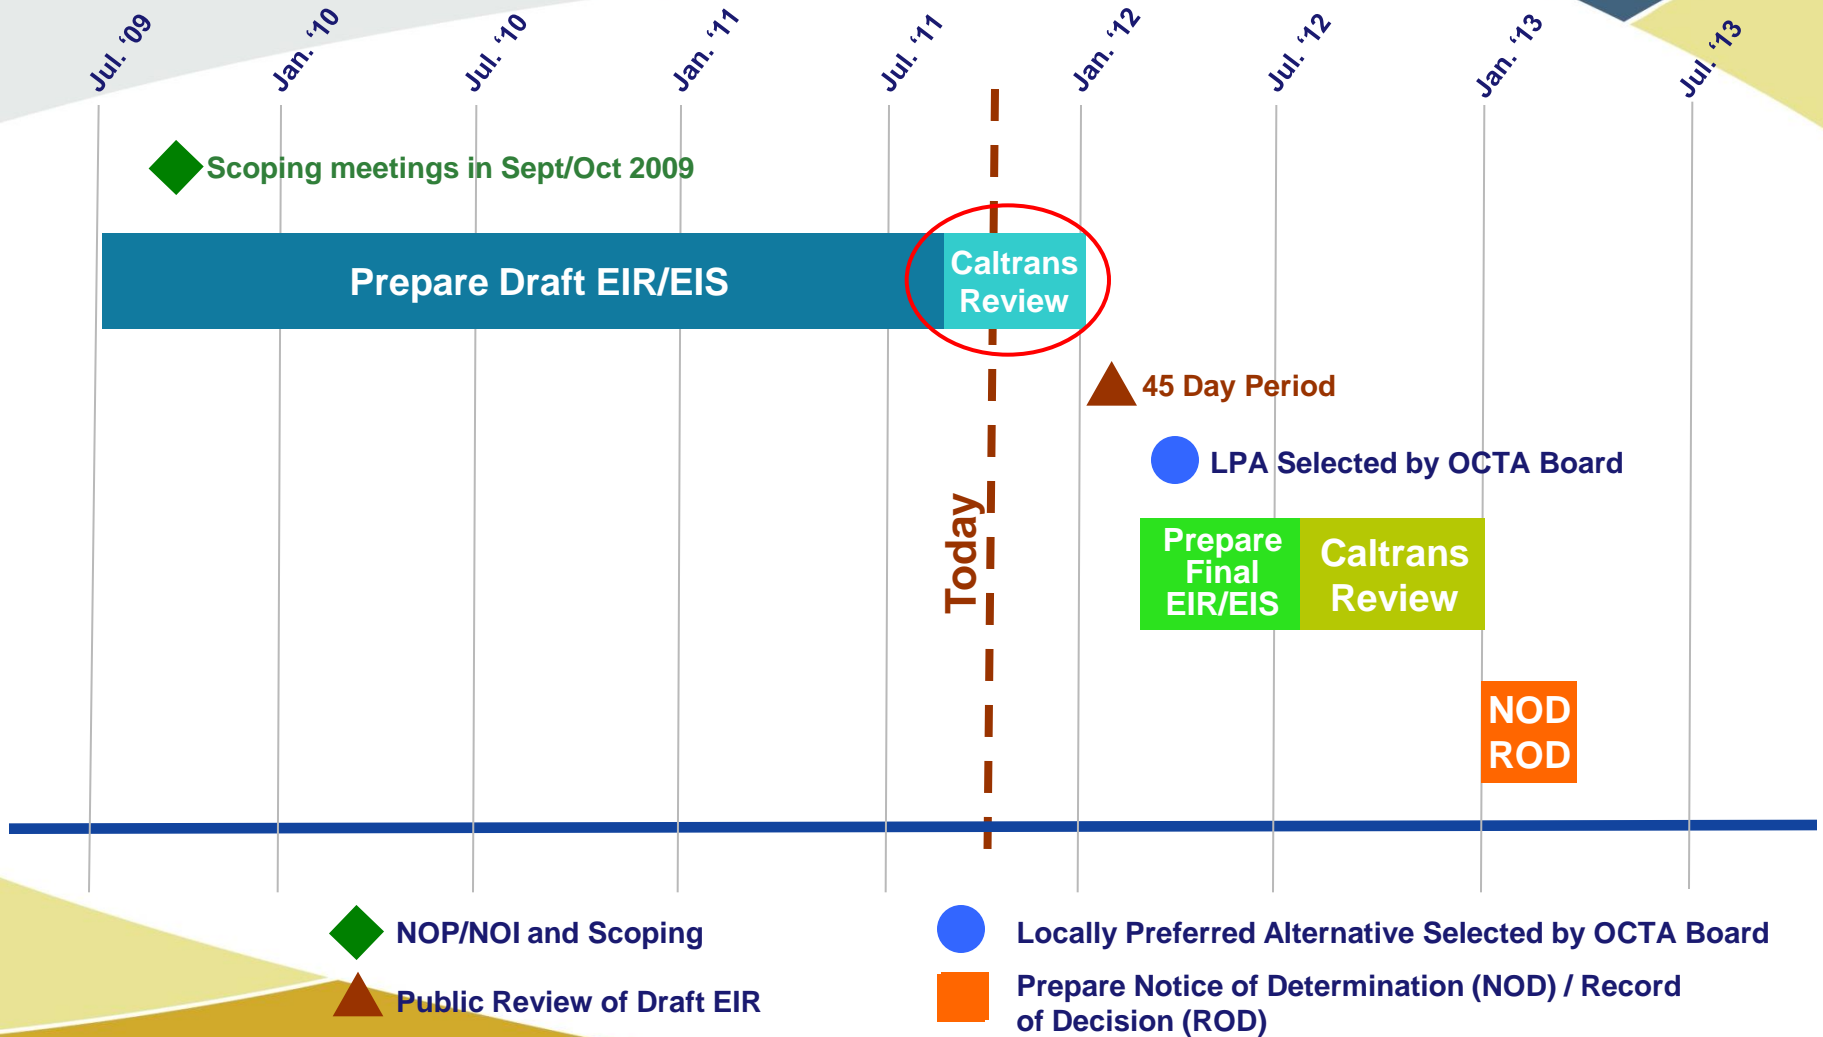 Jul. ‘09
Jan. ‘10
Jul. ‘10
Jan. ‘11
Jul. ‘11
Jan. ‘12
Jul. ‘12
Jan. ‘13
Jul. ‘13
Scoping meetings in Sept/Oct 2009
Prepare Draft EIR/EIS
Caltrans
Review
45 Day Period
LPA Selected by OCTA Board
Today
Prepare
Final
EIR/EIS
Caltrans
Review
NOD
ROD
NOP/NOI and Scoping
Locally Preferred Alternative Selected by OCTA Board
Public Review of Draft EIR
Prepare Notice of Determination (NOD) / Record
of Decision (ROD)